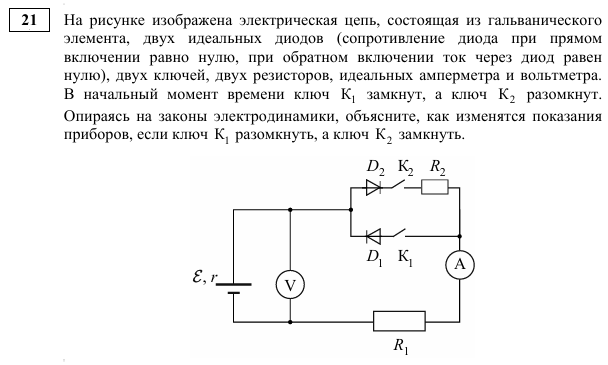 21
На рисунке изображена электрическая цепь, состоящая из гальванического
элемента, двух идеальных диодов (сопротивление диода при прямом
включении равно нулю, при обратном включении ток через диод равен
нулю), двух ключей, двух резисторов, идеальных амперметра и вольтметра.
В начальный момент времени ключ К₁ замкнут, а ключ К₂ разомкнут.
Опираясь на законы электродинамики, объясните, как изменятся показания
приборов, если ключ К₁ разомкнуть, а ключ К₂ замкнуть.
D₂ К₂ R₂
D₁ К₁
A
ℰ, r
V
R₁